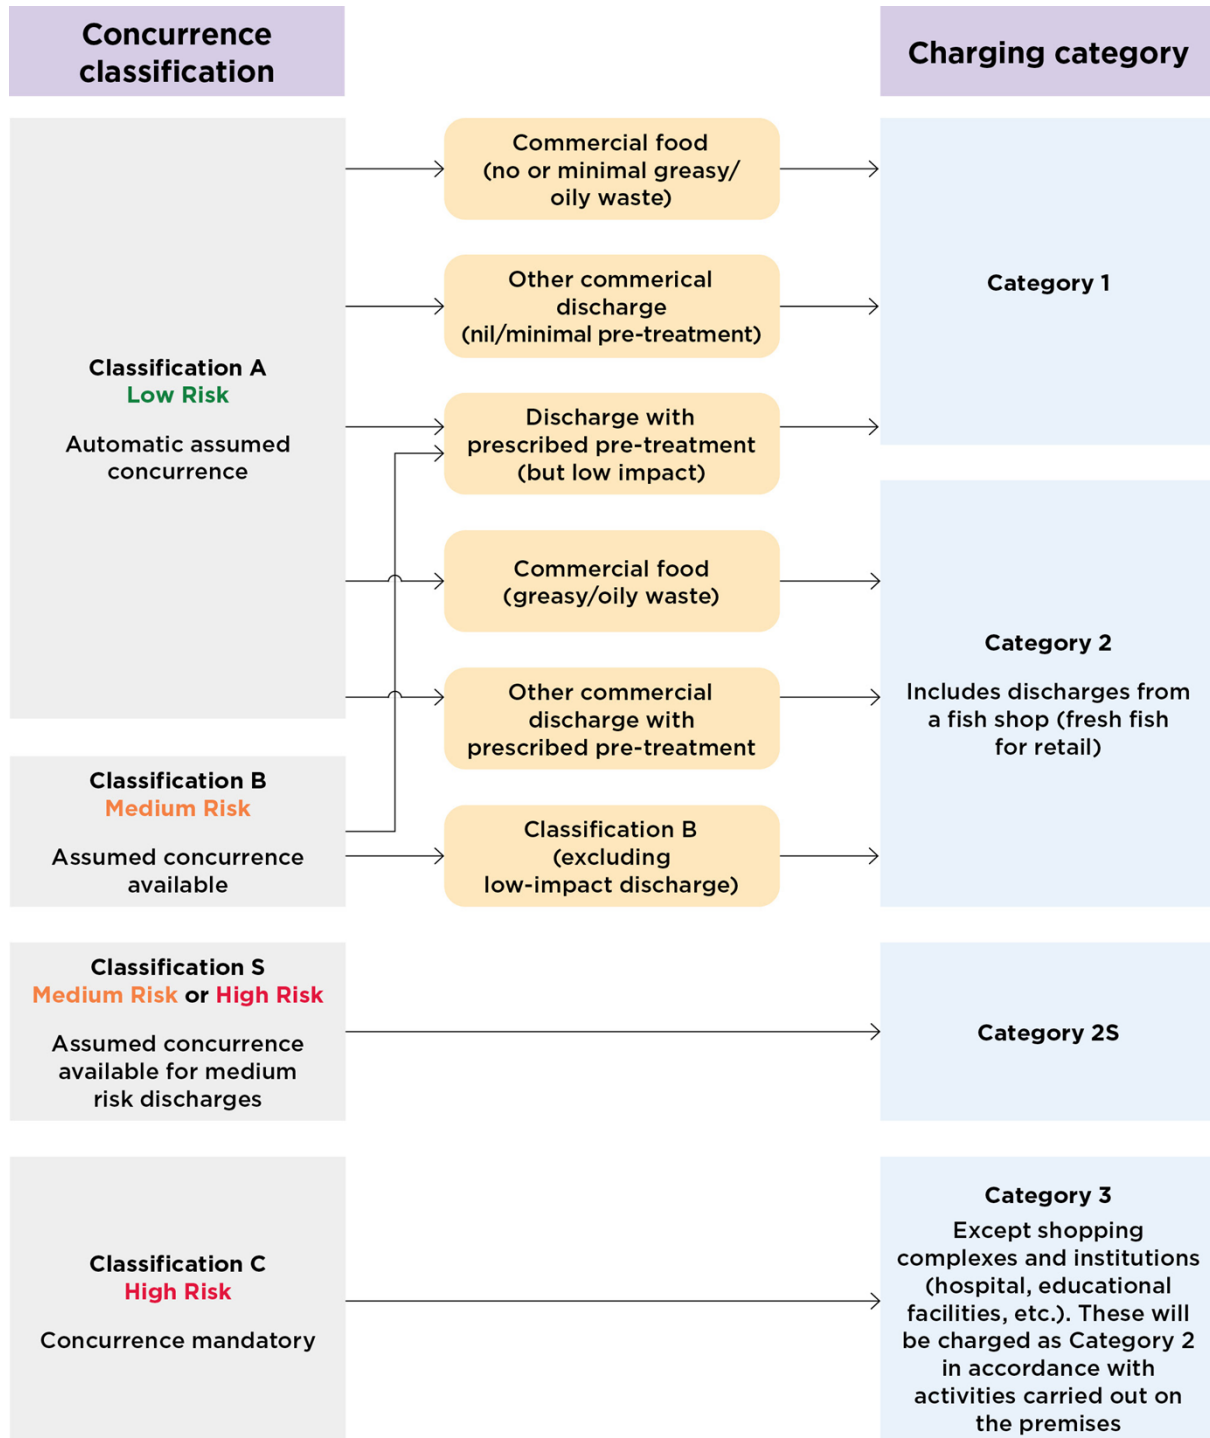 Concurrence
classification
Charging category
Classification A
Low Risk
Automatic assumed
concurrence
Commercial food
(no or minimal greasy/
oily waste)
Other commerical
discharge
(nil/minimal pre-treatment)
Discharge with
prescribed pre-treatment
(but low impact)
Commercial food
(greasy/oily waste)
Other commercial
discharge with
prescribed pre-treatment
Category 1
Category 2
Includes discharges from
a fish shop (fresh fish
for retail)
Classification B
Medium Risk
Assumed concurrence
available
Classification B
(excluding
low-impact discharge)
Classification S
Medium Risk or High Risk
Assumed concurrence
available for medium
risk discharges
Category 2S
Classification C
High Risk
Concurrence mandatory
Category 3
Except shopping
complexes and institutions
(hospital, educational
facilities, etc.). These will
be charged as Category 2
in accordance with
activities carried out on
the premises